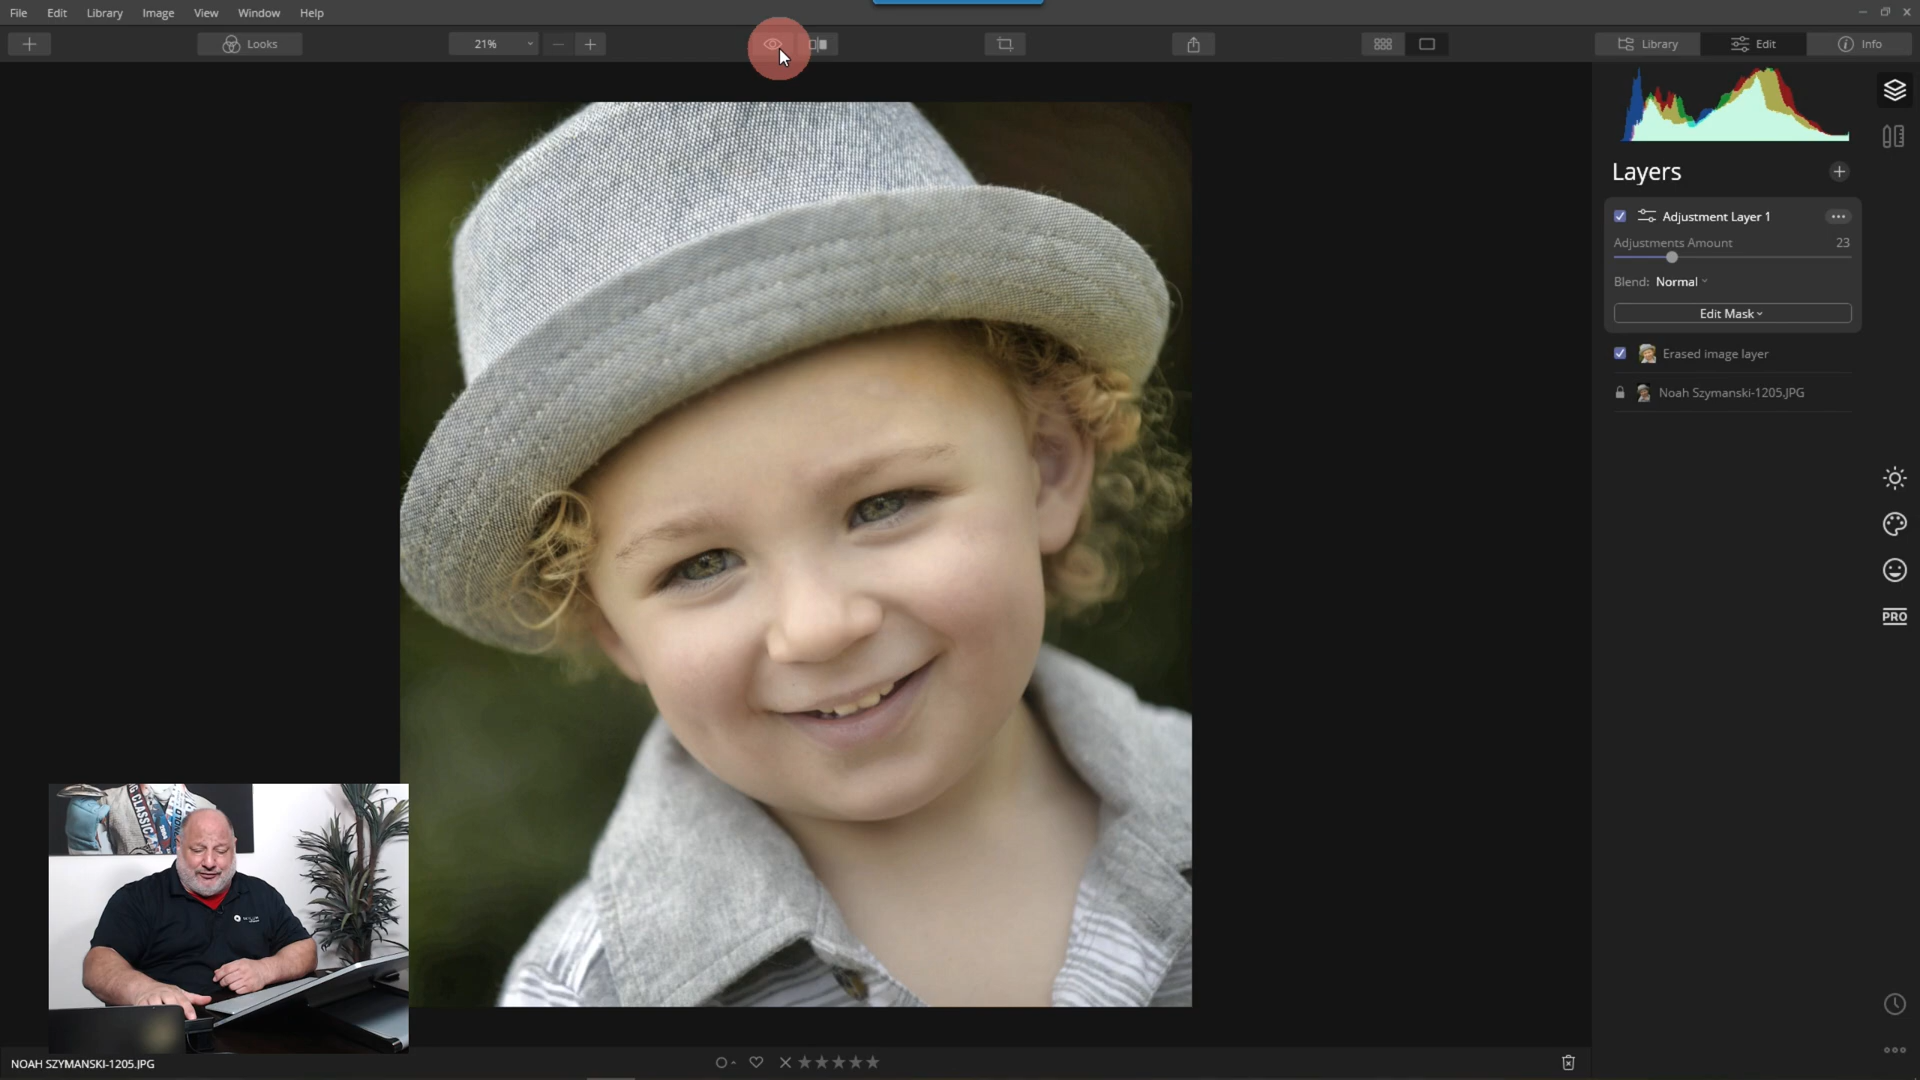 File Edit Library Image View Window Help
Looks 21% Library Edit Info
Layers
Adjustment Layer 1
Adjustments Amount 23
Blend: Normal
Edit Mask
Erased image layer
Noah Szymanski-1205.JPG
PRO
CLASSIC
NOAH SZYMANSKI-1205.JPG